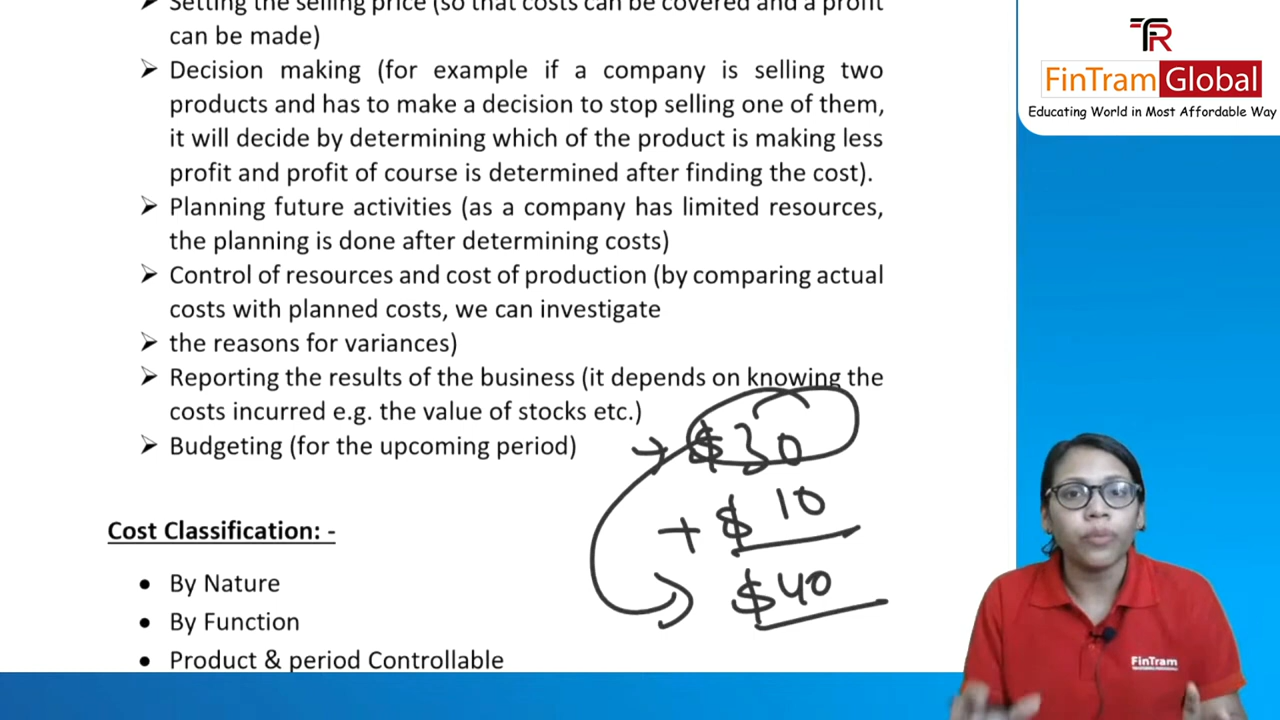 Setting the selling price (so that costs can be covered and a profit
can be made)
➤ Decision making (for example if a company is selling two
products and has to make a decision to stop selling one of them,
it will decide by determining which of the product is making less
profit and profit of course is determined after finding the cost).
➤ Planning future activities (as a company has limited resources,
the planning is done after determining costs)
➤ Control of resources and cost of production (by comparing actual
costs with planned costs, we can investigate
➤ the reasons for variances)
➤ Reporting the results of the business (it depends on knowing the
costs incurred e.g. the value of stocks etc.)
➤ Budgeting (for the upcoming period)
$30
+ $ 10
$40
Cost Classification: -
• By Nature
• By Function
• Product & period Controllable
TR
FinTram Global
Educating World in Most Affordable Way
FinTram